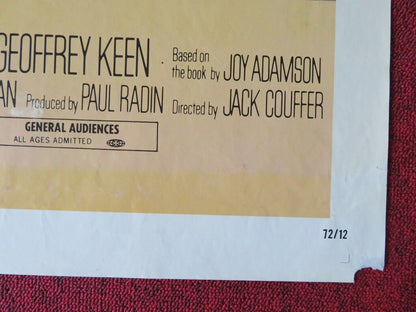 GEOFFREY KEEN · Based on
the book by JOY ADAMSON
AN Produced by PAUL RADIN Directed by JACK COUFFER
GENERAL AUDIENCES
ALL AGES ADMITTED
72/12